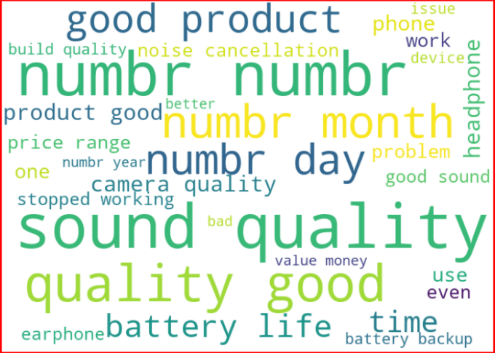 good product
issue
phone
work
build quality
noise cancellation
device
numbr numbr
headphone
better
product good
numbr month
price range
numbr year
numbr day
problem
one
camera quality
good sound
stopped working
sound quality
bad
value money
quality good
use
even
earphone
battery life
time
battery backup